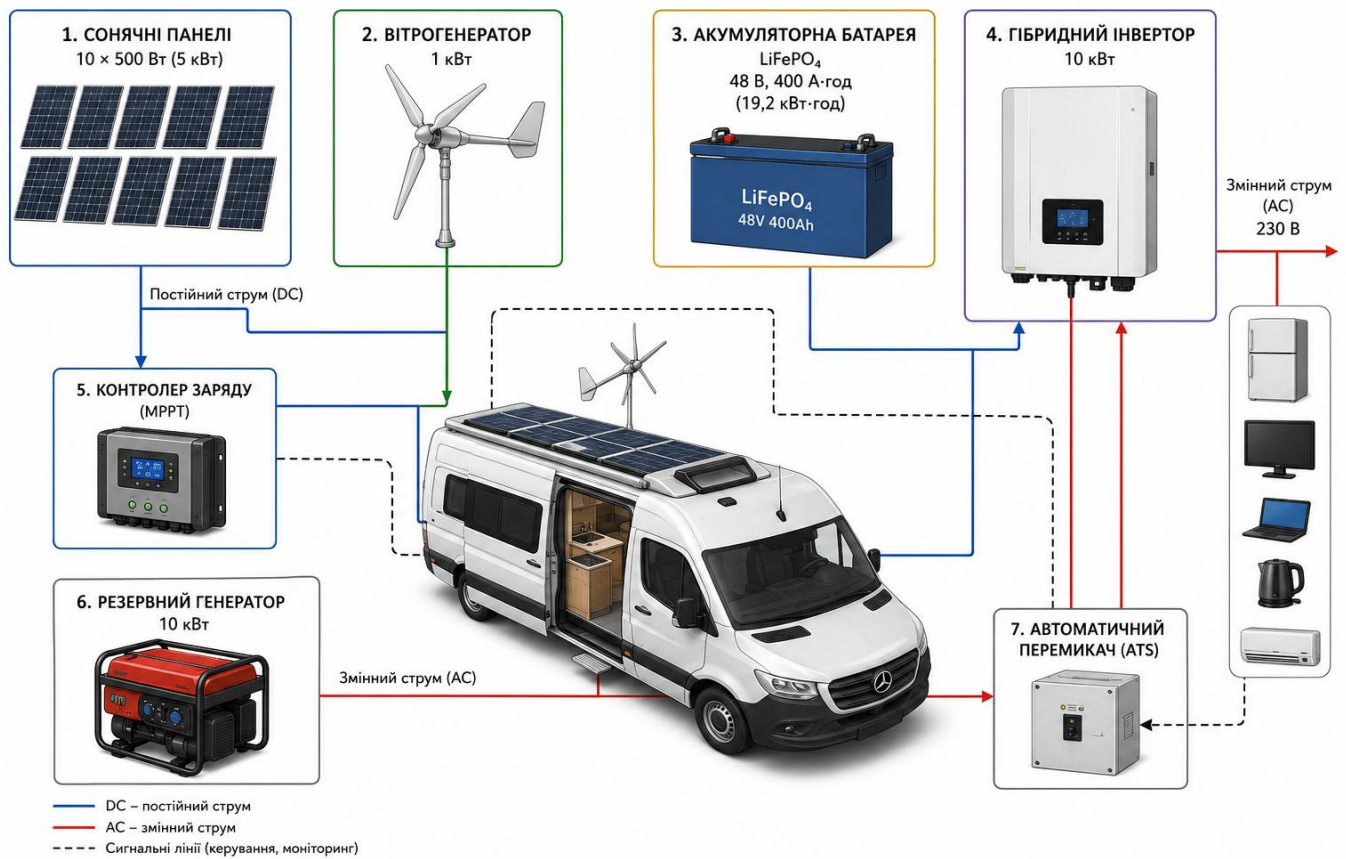 1. СОНЯЧНІ ПАНЕЛІ
10 × 500 Вт (5 кВт)
2. ВІТРОГЕНЕРАТОР
1 кВт
3. АКУМУЛЯТОРНА БАТАРЕЯ
LiFePO₄
48 В, 400 А·год
(19,2 кВт·год)
LiFePO₄
48V 400Ah
4. ГІБРИДНИЙ ІНВЕРТОР
10 кВт
Змінний струм
(AC)
230 В
Постійний струм (DC)
5. КОНТРОЛЕР ЗАРЯДУ
(MPPT)
6. РЕЗЕРВНИЙ ГЕНЕРАТОР
10 кВт
Змінний струм (AC)
7. АВТОМАТИЧНИЙ
ПЕРЕМИКАЧ (ATS)
DC – постійний струм
AC – змінний струм
Сигнальні лінії (керування, моніторинг)